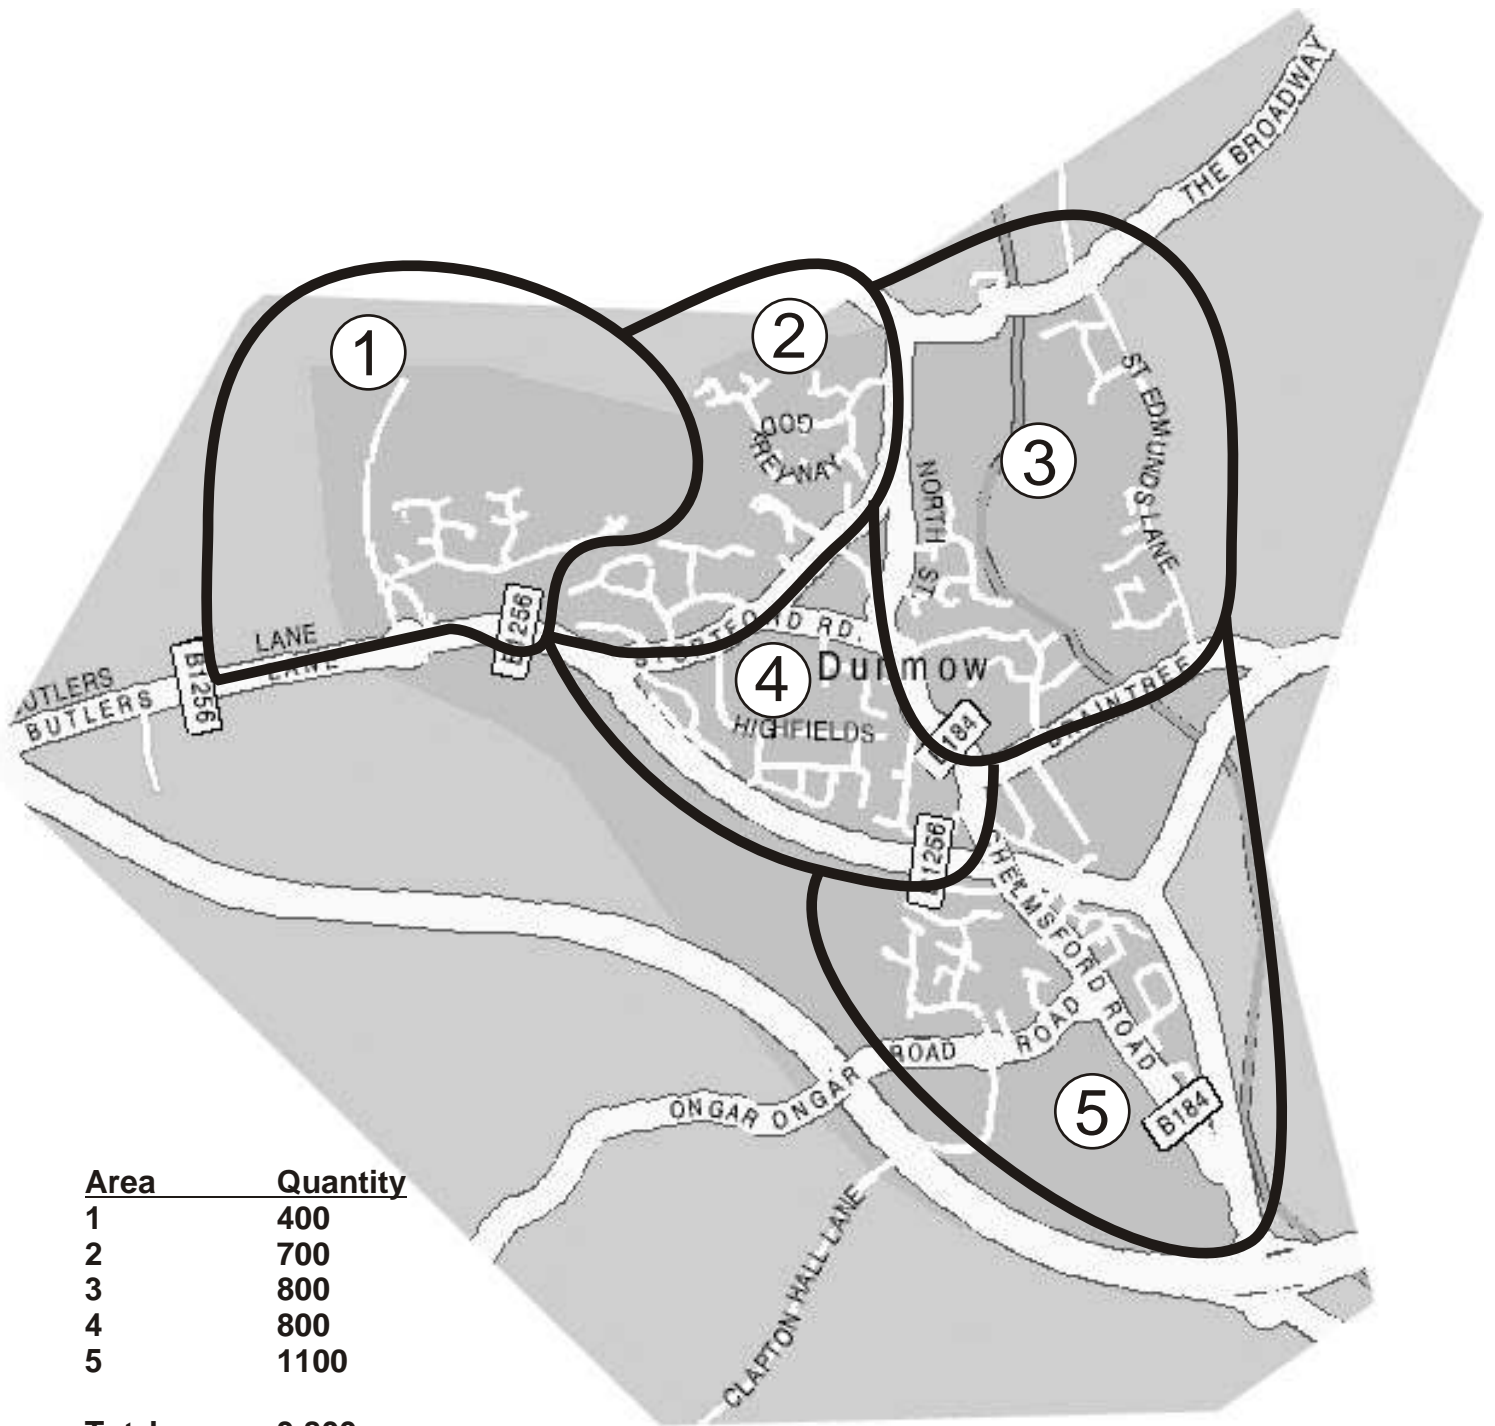 THE BROADWAY
1
2
3
ST EDMUNDS LANE
GOD
REY WAY
NORTH ST.
LANE
LANE
B1256
BUTLERS
B1256
STORTFORD RD.
4
Dunmow
HIGHFIELDS
B184
BRAINTREE
CHELMSFORD ROAD
ROAD
ROAD
ONGAR ONGAR
5
B184
CLAPTON HALL LANE
Area Quantity
1 400
2 700
3 800
4 800
5 1100